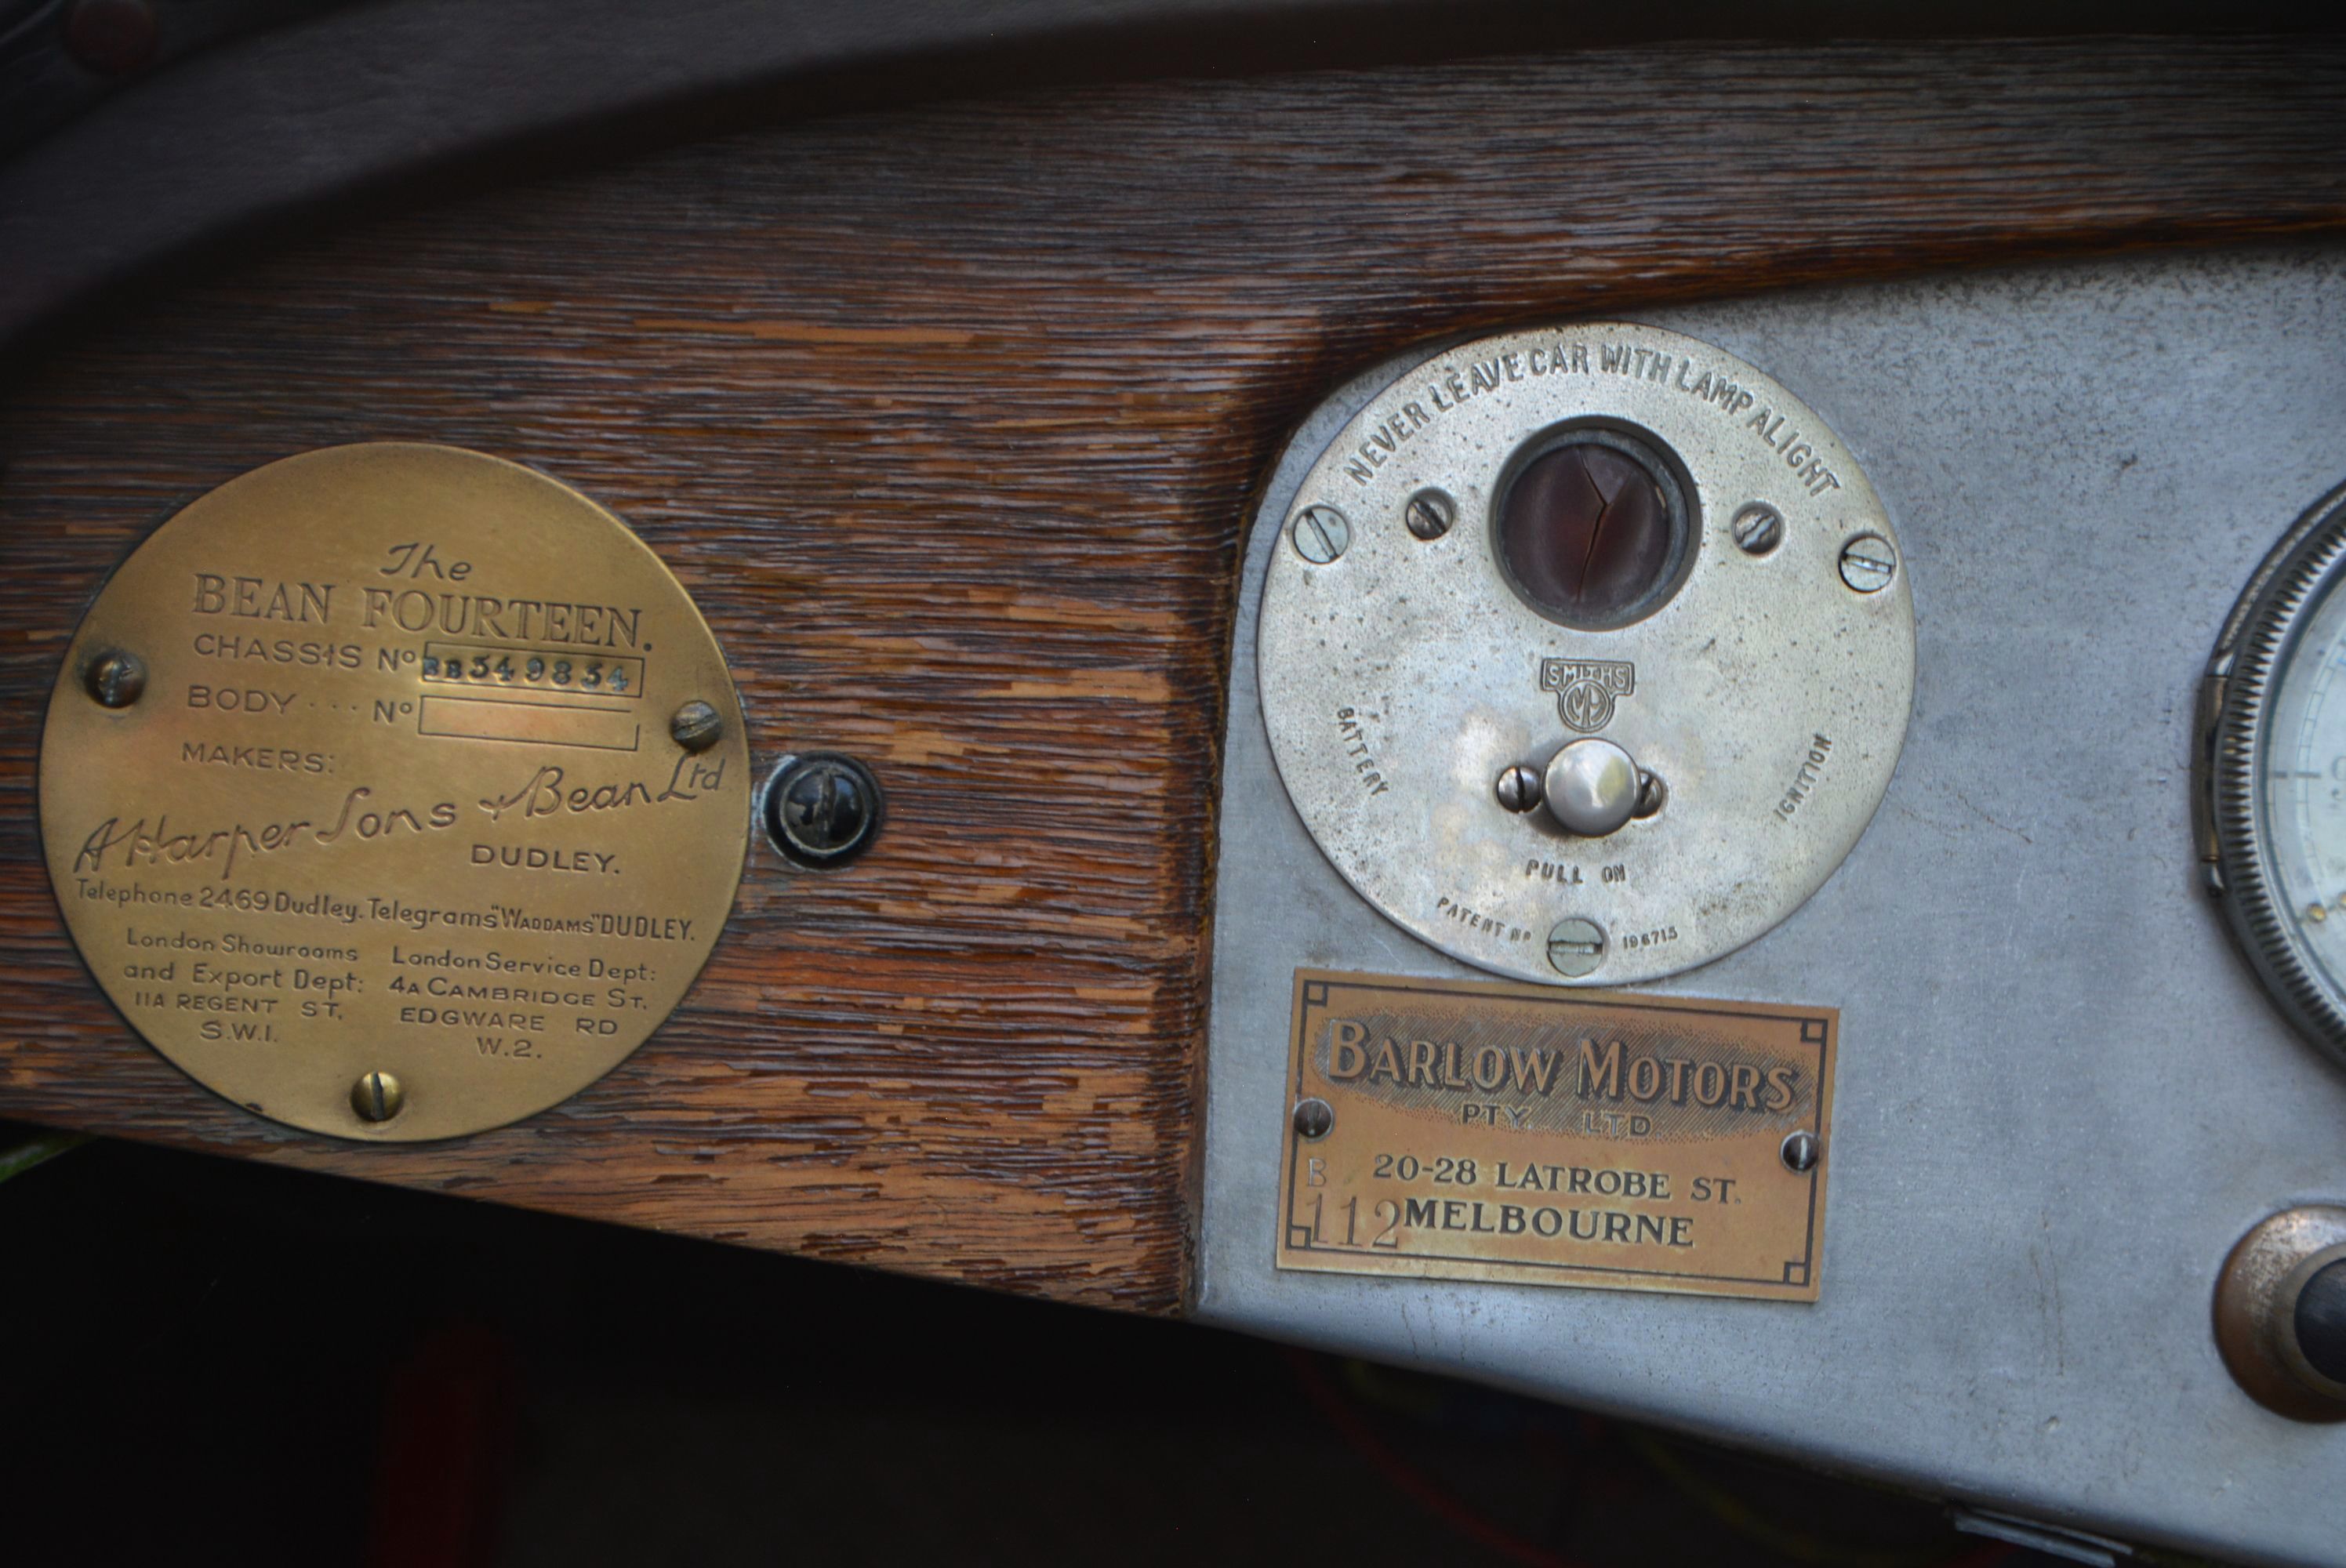 The
BEAN FOURTEEN.
CHASSIS Nº BB349834
BODY ···· Nº
MAKERS:
A Harper Sons & Bean Ltd
DUDLEY.
Telephone 2469 Dudley. Telegrams "WADDAMS" DUDLEY.
London Showrooms
and Export Dept:
11A REGENT ST.
S.W.1.
London Service Dept:
4A CAMBRIDGE ST.
EDGWARE RD
W.2.
NEVER LEAVE CAR WITH LAMP ALIGHT
SMITHS
MA
BATTERY
IGNITION
PULL ON
PATENT Nº 196715
BARLOW MOTORS
PTY LTD
B 20-28 LATROBE ST.
112 MELBOURNE